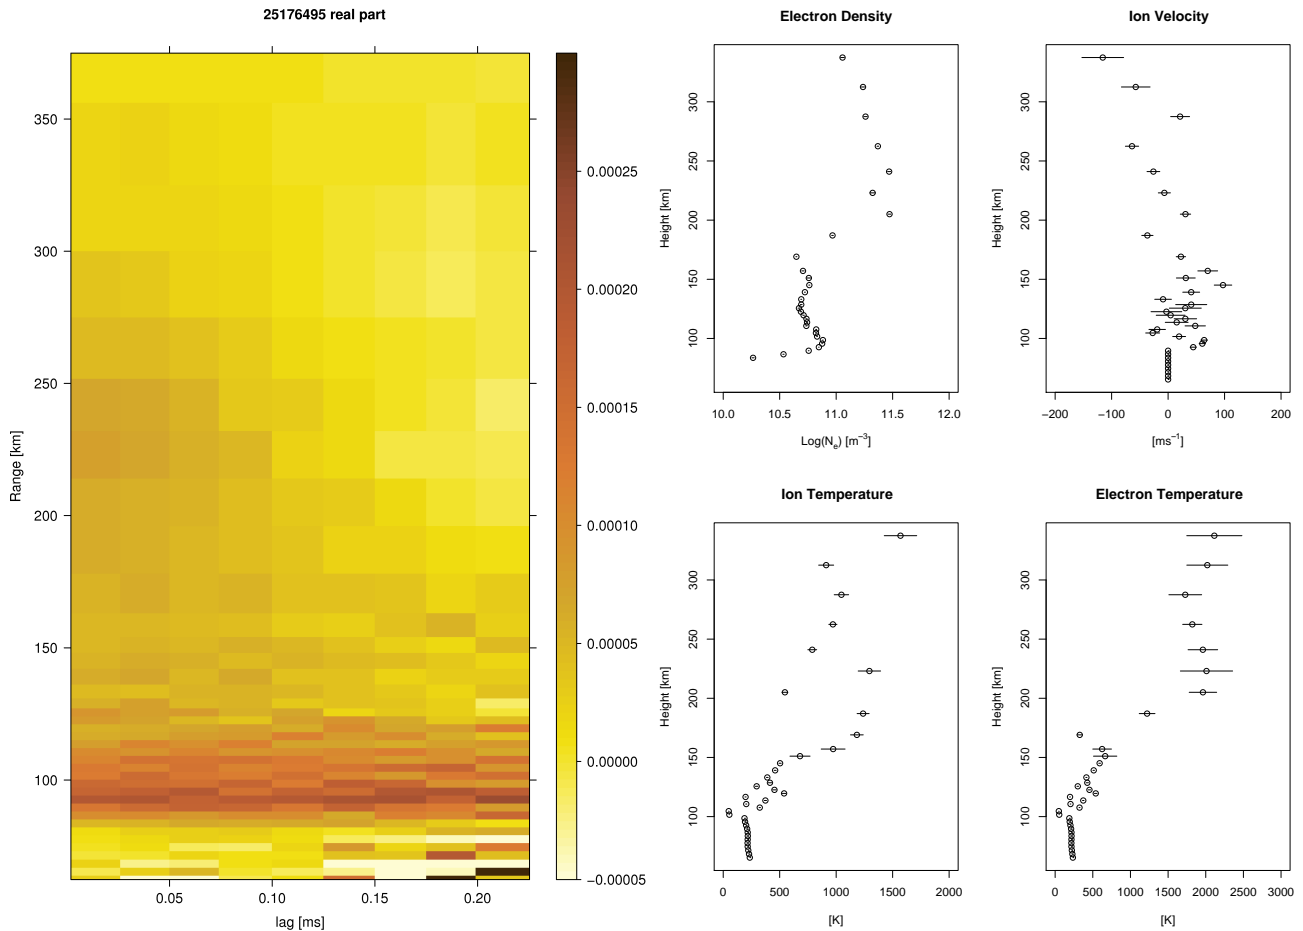 25176495 real part
350
300
250
200
150
100
Range [km]
0.05 0.10 0.15 0.20
lag [ms]
0.00025
0.00020
0.00015
0.00010
0.00005
0.00000
−0.00005
Electron Density
300
250
200
150
100
Height [km]
10.0 10.5 11.0 11.5 12.0
Log(Ne) [m−3]
Ion Velocity
300
250
200
150
100
Height [km]
−200 −100 0 100 200
[ms−1]
Ion Temperature
300
250
200
150
100
Height [km]
0 500 1000 1500 2000
[K]
Electron Temperature
300
250
200
150
100
Height [km]
0 500 1000 1500 2000 2500 3000
[K]